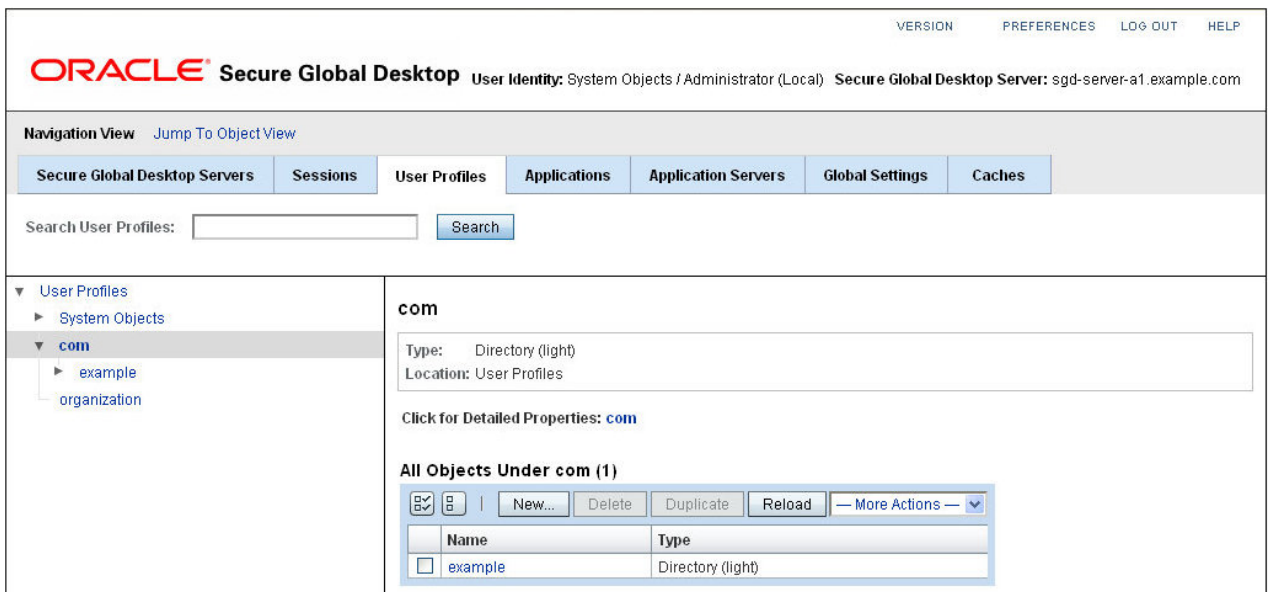 VERSION PREFERENCES LOG OUT HELP
ORACLE Secure Global Desktop User Identity: System Objects / Administrator (Local) Secure Global Desktop Server: sgd-server-a1.example.com
Navigation View Jump To Object View
Secure Global Desktop Servers Sessions User Profiles Applications Application Servers Global Settings Caches
Search User Profiles: Search
User Profiles
System Objects
com
example
organization
com
Type: Directory (light)
Location: User Profiles
Click for Detailed Properties: com
All Objects Under com (1)
New... Delete Duplicate Reload — More Actions —
Name Type
example Directory (light)